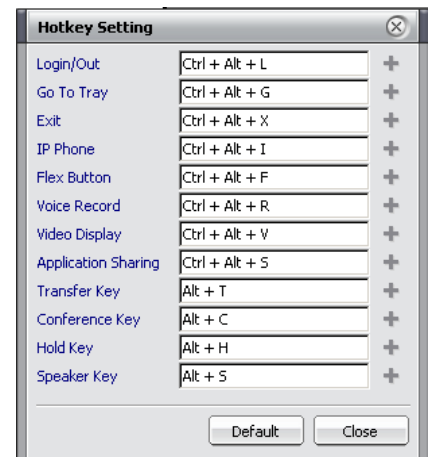 Hotkey Setting
Login/Out Ctrl + Alt + L
Go To Tray Ctrl + Alt + G
Exit Ctrl + Alt + X
IP Phone Ctrl + Alt + I
Flex Button Ctrl + Alt + F
Voice Record Ctrl + Alt + R
Video Display Ctrl + Alt + V
Application Sharing Ctrl + Alt + S
Transfer Key Alt + T
Conference Key Alt + C
Hold Key Alt + H
Speaker Key Alt + S
Default Close